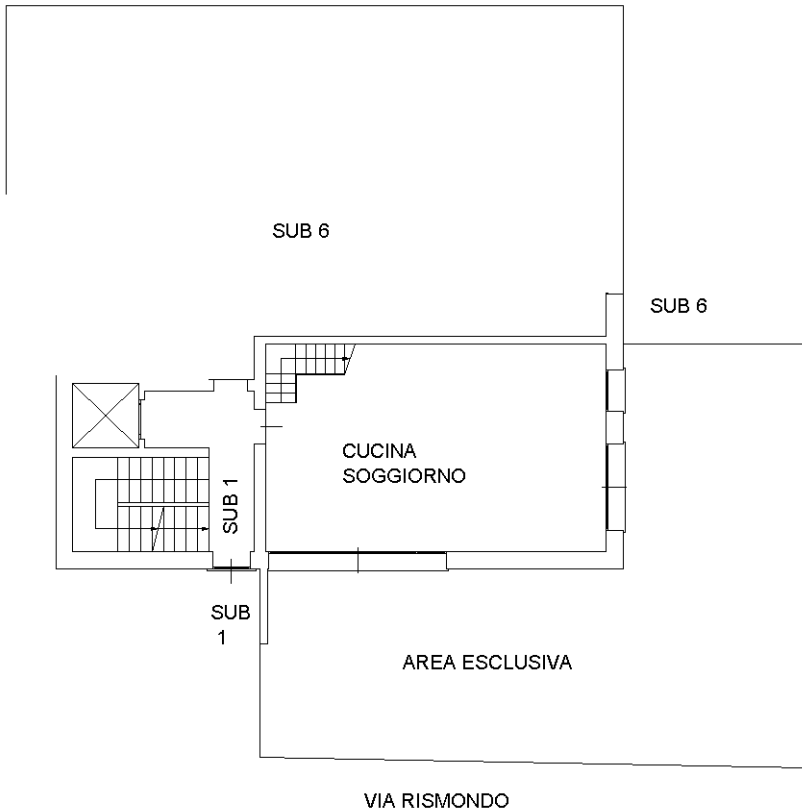 SUB 6
SUB 6
CUCINA
SOGGIORNO
SUB 1
SUB
1
AREA ESCLUSIVA
VIA RISMONDO